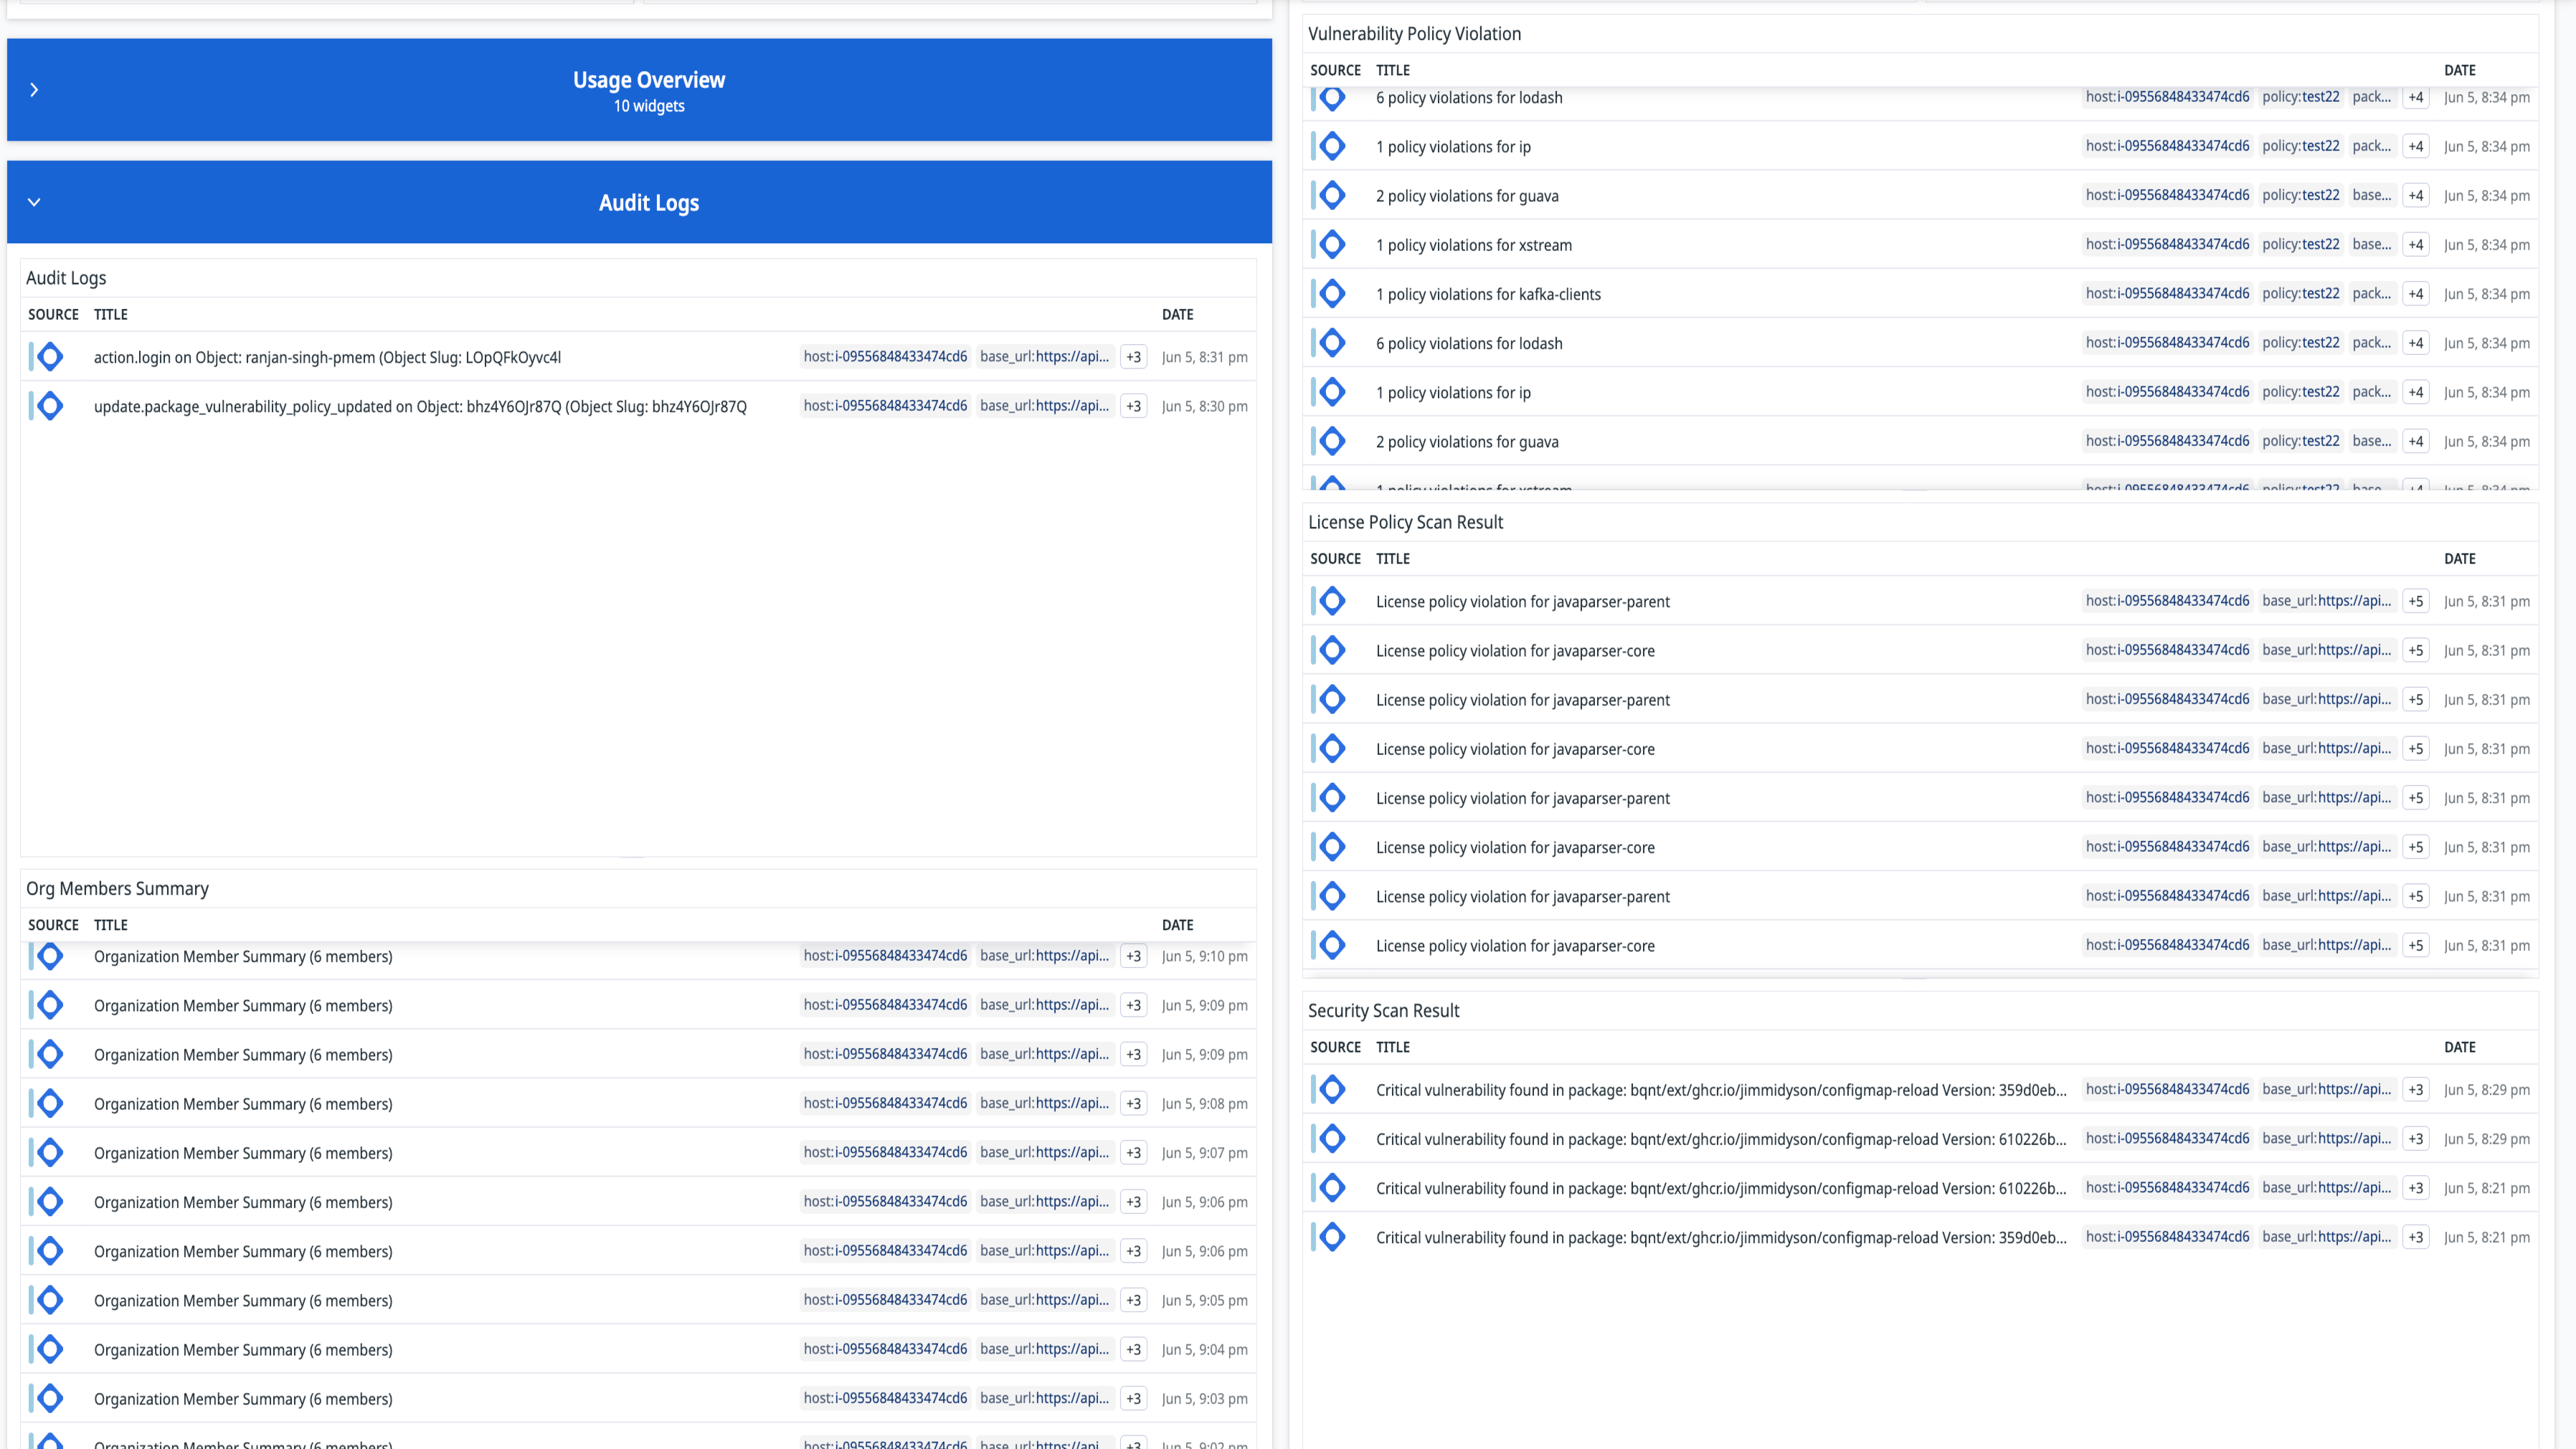 Usage Overview
10 widgets
Audit Logs
Audit Logs
SOURCE TITLE DATE
action.login on Object: ranjan-singh-pmem (Object Slug: LOpQFkOyvc4l host:i-09556848433474cd6 base_url:https://api... +3 Jun 5, 8:31 pm
update.package_vulnerability_policy_updated on Object: bhz4Y6OJr87Q (Object Slug: bhz4Y6OJr87Q host:i-09556848433474cd6 base_url:https://api... +3 Jun 5, 8:30 pm
Org Members Summary
SOURCE TITLE DATE
Organization Member Summary (6 members) host:i-09556848433474cd6 base_url:https://api... +3 Jun 5, 9:10 pm
Organization Member Summary (6 members) host:i-09556848433474cd6 base_url:https://api... +3 Jun 5, 9:09 pm
Organization Member Summary (6 members) host:i-09556848433474cd6 base_url:https://api... +3 Jun 5, 9:09 pm
Organization Member Summary (6 members) host:i-09556848433474cd6 base_url:https://api... +3 Jun 5, 9:08 pm
Organization Member Summary (6 members) host:i-09556848433474cd6 base_url:https://api... +3 Jun 5, 9:07 pm
Organization Member Summary (6 members) host:i-09556848433474cd6 base_url:https://api... +3 Jun 5, 9:06 pm
Organization Member Summary (6 members) host:i-09556848433474cd6 base_url:https://api... +3 Jun 5, 9:06 pm
Organization Member Summary (6 members) host:i-09556848433474cd6 base_url:https://api... +3 Jun 5, 9:05 pm
Organization Member Summary (6 members) host:i-09556848433474cd6 base_url:https://api... +3 Jun 5, 9:04 pm
Organization Member Summary (6 members) host:i-09556848433474cd6 base_url:https://api... +3 Jun 5, 9:03 pm
Organization Member Summary (6 members) host:i-09556848433474cd6 base_url:https://api... +3 Jun 5, 9:02 pm
Vulnerability Policy Violation
SOURCE TITLE DATE
6 policy violations for lodash host:i-09556848433474cd6 policy:test22 pack... +4 Jun 5, 8:34 pm
1 policy violations for ip host:i-09556848433474cd6 policy:test22 pack... +4 Jun 5, 8:34 pm
2 policy violations for guava host:i-09556848433474cd6 policy:test22 base... +4 Jun 5, 8:34 pm
1 policy violations for xstream host:i-09556848433474cd6 policy:test22 base... +4 Jun 5, 8:34 pm
1 policy violations for kafka-clients host:i-09556848433474cd6 policy:test22 pack... +4 Jun 5, 8:34 pm
6 policy violations for lodash host:i-09556848433474cd6 policy:test22 pack... +4 Jun 5, 8:34 pm
1 policy violations for ip host:i-09556848433474cd6 policy:test22 pack... +4 Jun 5, 8:34 pm
2 policy violations for guava host:i-09556848433474cd6 policy:test22 base... +4 Jun 5, 8:34 pm
1 policy violations for xstream host:i-09556848433474cd6 policy:test22 base... +4 Jun 5, 8:34 pm
License Policy Scan Result
SOURCE TITLE DATE
License policy violation for javaparser-parent host:i-09556848433474cd6 base_url:https://api... +5 Jun 5, 8:31 pm
License policy violation for javaparser-core host:i-09556848433474cd6 base_url:https://api... +5 Jun 5, 8:31 pm
License policy violation for javaparser-parent host:i-09556848433474cd6 base_url:https://api... +5 Jun 5, 8:31 pm
License policy violation for javaparser-core host:i-09556848433474cd6 base_url:https://api... +5 Jun 5, 8:31 pm
License policy violation for javaparser-parent host:i-09556848433474cd6 base_url:https://api... +5 Jun 5, 8:31 pm
License policy violation for javaparser-core host:i-09556848433474cd6 base_url:https://api... +5 Jun 5, 8:31 pm
License policy violation for javaparser-parent host:i-09556848433474cd6 base_url:https://api... +5 Jun 5, 8:31 pm
License policy violation for javaparser-core host:i-09556848433474cd6 base_url:https://api... +5 Jun 5, 8:31 pm
Security Scan Result
SOURCE TITLE DATE
Critical vulnerability found in package: bqnt/ext/ghcr.io/jimmidyson/configmap-reload Version: 359d0eb... host:i-09556848433474cd6 base_url:https://api... +3 Jun 5, 8:29 pm
Critical vulnerability found in package: bqnt/ext/ghcr.io/jimmidyson/configmap-reload Version: 610226b... host:i-09556848433474cd6 base_url:https://api... +3 Jun 5, 8:29 pm
Critical vulnerability found in package: bqnt/ext/ghcr.io/jimmidyson/configmap-reload Version: 610226b... host:i-09556848433474cd6 base_url:https://api... +3 Jun 5, 8:21 pm
Critical vulnerability found in package: bqnt/ext/ghcr.io/jimmidyson/configmap-reload Version: 359d0eb... host:i-09556848433474cd6 base_url:https://api... +3 Jun 5, 8:21 pm